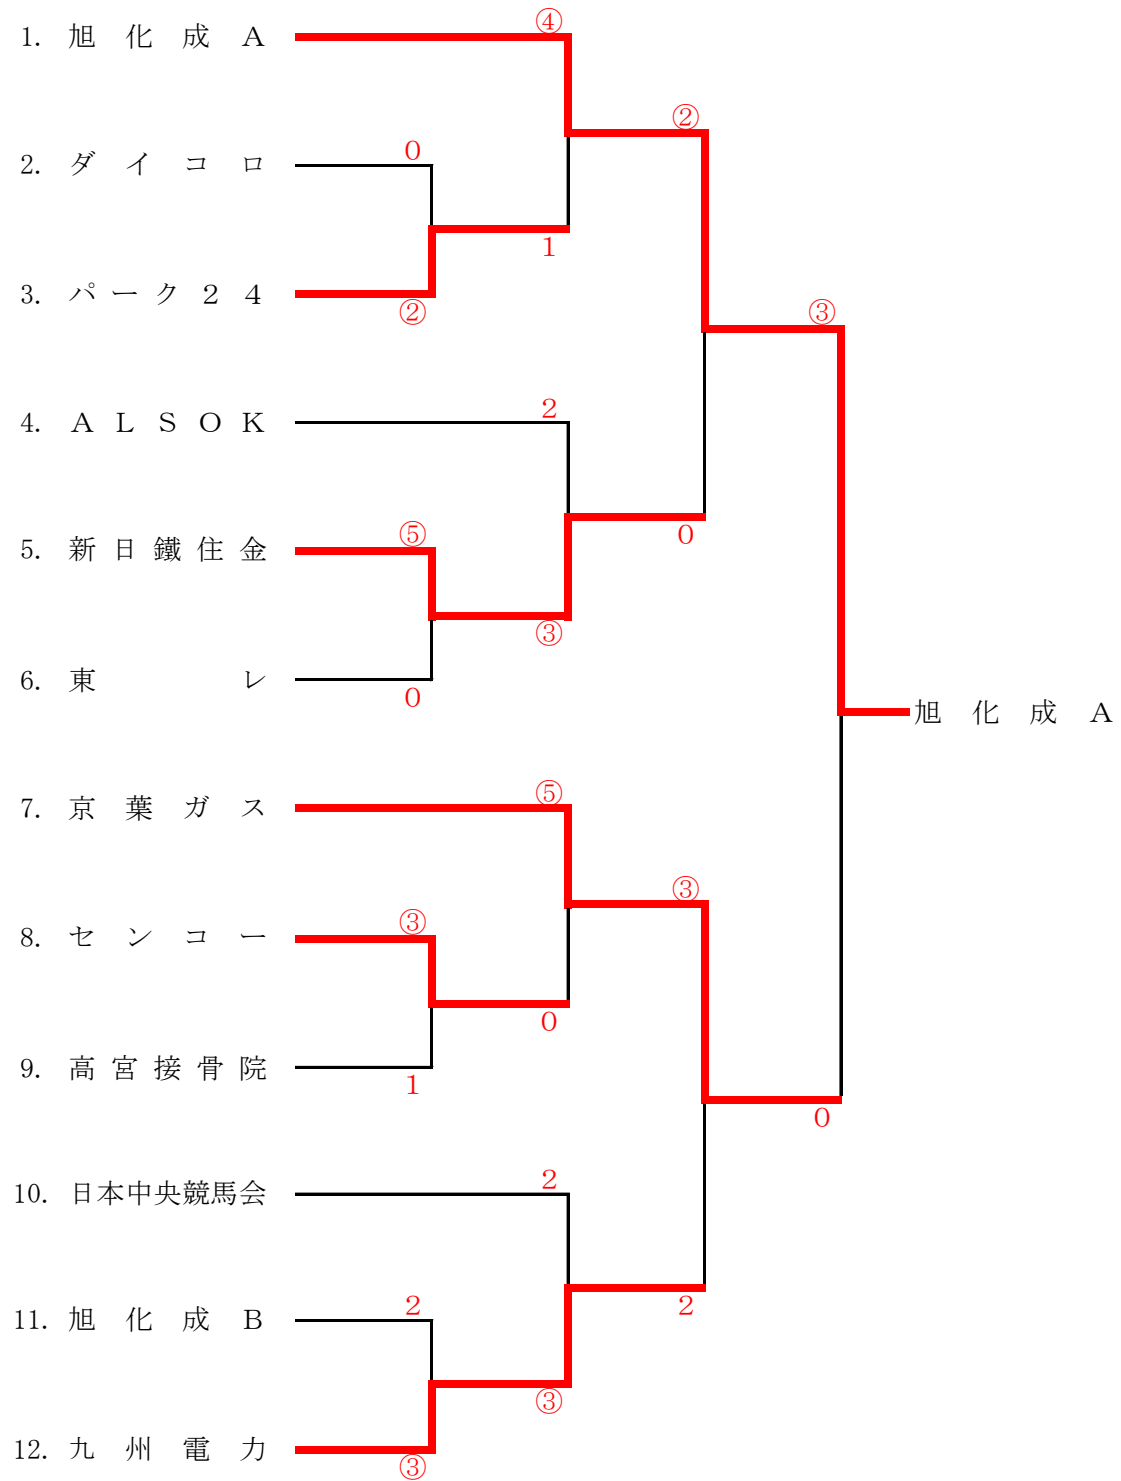 ④
1. 旭化成A
②
0
2. ダイコロ
1
3. パーク24
②
③
2
4. ALSOK
⑤
0
5. 新日鐵住金
③
6. 東レ
0
旭化成A
⑤
7. 京葉ガス
③
③
8. センコー
0
9. 高宮接骨院
1
0
2
10. 日本中央競馬会
2
2
11. 旭化成B
③
12. 九州電力
③